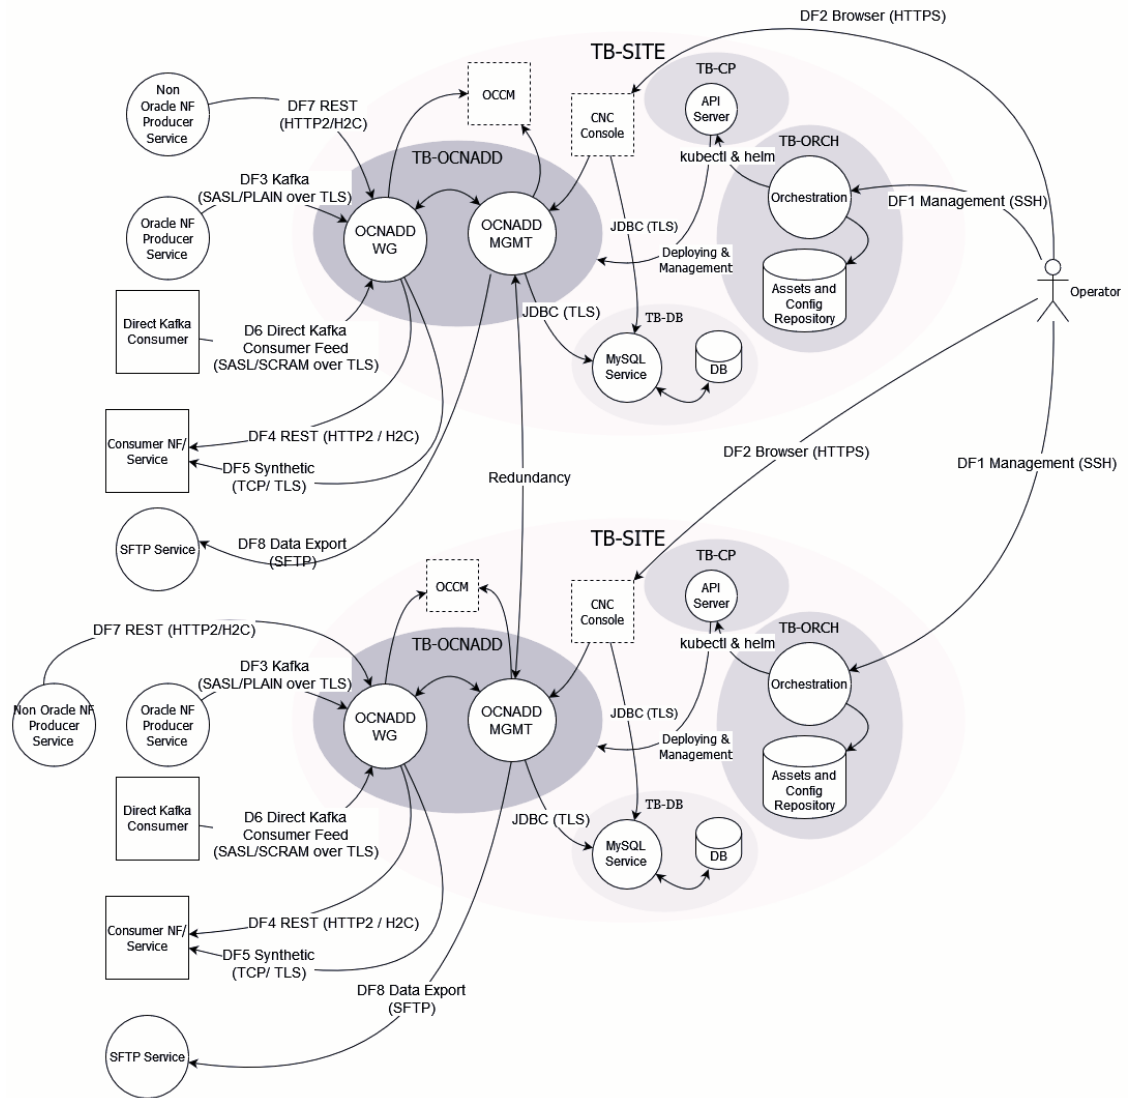 DF2 Browser (HTTPS)
TB-SITE
TB-CP
API
Server
OCCM
CNC
Console
Non
Oracle NF
Producer
Service
DF7 REST
(HTTP2/H2C)
TB-OCNADD
kubectl & helm
TB-ORCH
Orchestration
DF1 Management (SSH)
DF3 Kafka
(SASL/PLAIN over TLS)
Oracle NF
Producer
Service
OCNADD
WG
OCNADD
MGMT
JDBC (TLS)
Deploying &
Management
Assets and
Config
Repository
Operator
Direct Kafka
Consumer
D6 Direct Kafka
Consumer Feed
(SASL/SCRAM over TLS)
JDBC (TLS)
TB-DB
MySQL
Service
DB
Consumer NF/
Service
DF4 REST (HTTP2 / H2C)
DF5 Synthetic
(TCP/ TLS)
DF2 Browser (HTTPS)
DF1 Management (SSH)
Redundancy
SFTP Service
DF8 Data Export
(SFTP)
TB-SITE
TB-CP
API
Server
OCCM
CNC
Console
DF7 REST (HTTP2/H2C)
TB-OCNADD
kubectl & helm
TB-ORCH
Orchestration
DF3 Kafka
(SASL/PLAIN over TLS)
Non Oracle NF
Producer
Service
Oracle NF
Producer
Service
OCNADD
WG
OCNADD
MGMT
JDBC (TLS)
Deploying &
Management
Assets and
Config
Repository
Direct Kafka
Consumer
D6 Direct Kafka
Consumer Feed
(SASL/SCRAM over TLS)
JDBC (TLS)
TB-DB
MySQL
Service
DB
Consumer NF/
Service
DF4 REST (HTTP2 / H2C)
DF5 Synthetic
(TCP/ TLS)
DF8 Data Export
(SFTP)
SFTP Service